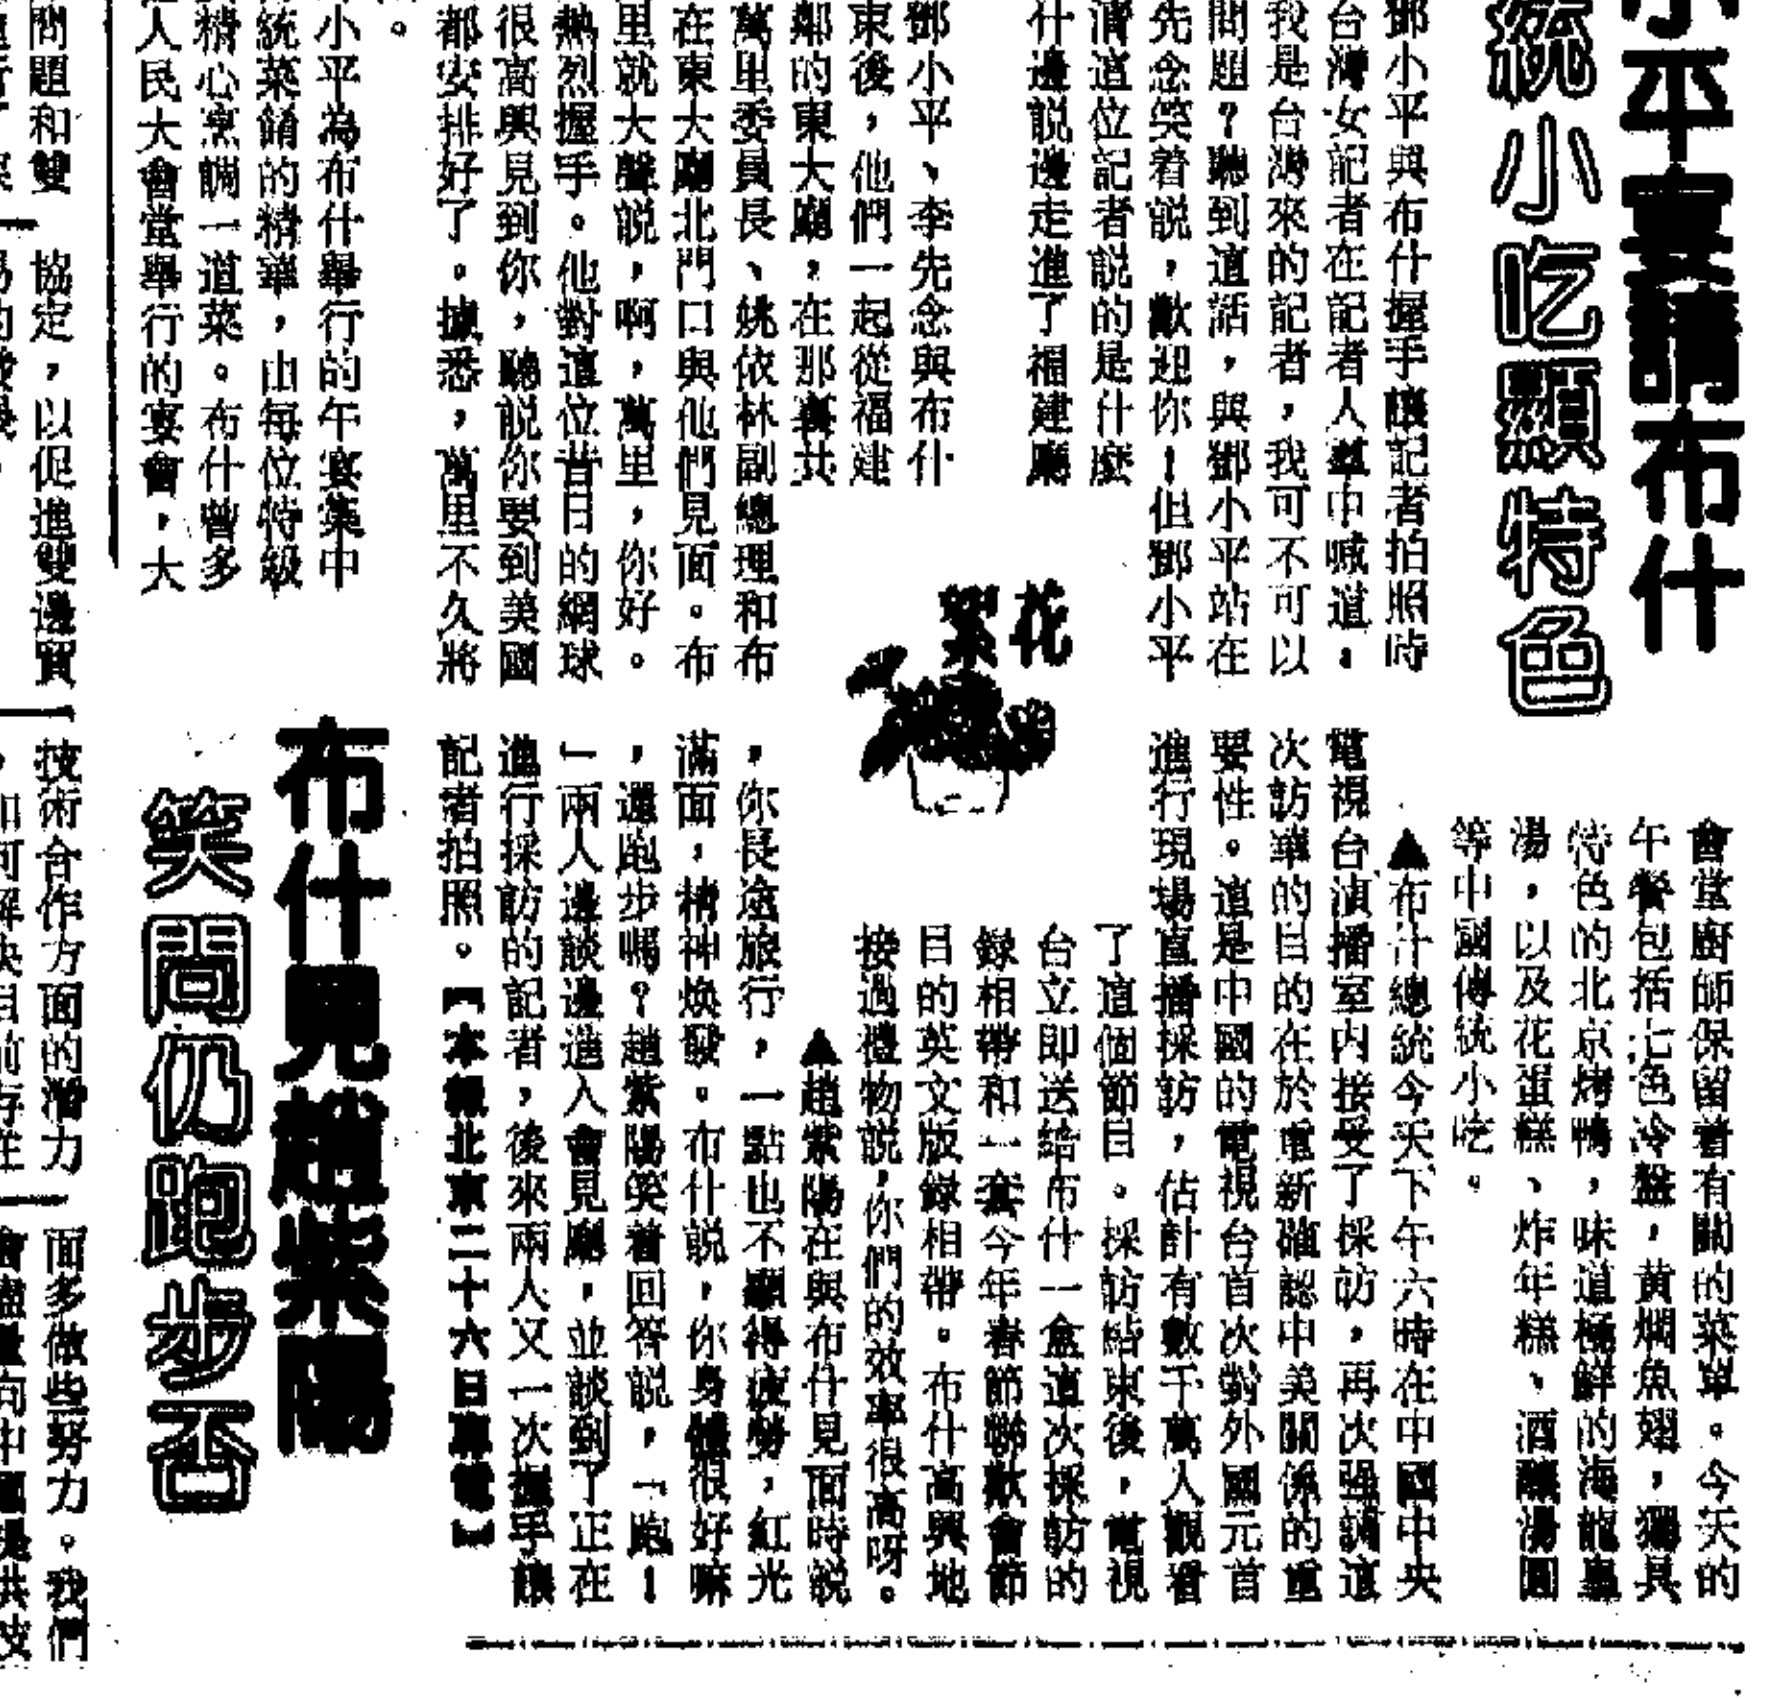 小平宴請布什
統小吃顯特色
鄧小平與布什握手讓記者拍照時
台灣女記者在記者人羣中喊道：
我是台灣來的記者，我可不可以
問題？聽到這話，與鄧小平站在
先念笑着説，歡迎你！但鄧小平
清這位記者説的是什麼
什邊説邊走進了福建廳
鄧小平、李先念與布什
束後，他們一起從福建
鄰的東大廳，在那裏共
萬里委員長、姚依林副總理和布
在東大廳北門口與他們見面。布
里就大聲説，啊，萬里，你好。
熱烈握手。他對這位昔日的網球
很高興見到你，聽説你要到美國
都安排好了。據悉，萬里不久將
。
小平為布什舉行的午宴集中
統菜餚的精華，由每位特級
精心烹調一道菜。布什曾多
人民大會堂舉行的宴會，大
會堂廚師保留着有關的菜單。今天的
午餐包括七色冷盤，黃燜魚翅，獨具
特色的北京烤鴨，味道極鮮的海龍
湯，以及花蛋糕、炸年糕、酒釀湯圓
等中國傳統小吃。
▲布什總統今天下午六時在中國中央
電視台演播室內接受了採訪，再次强調這
次訪華的目的在於重新確認中美關係的重
要性。這是中國的電視台首次對外國元首
進行現場直播採訪，估計有數千萬人觀看
了這個節目。採訪結束後，電視
台立即送給布什一盒這次採訪的
錄相帶和一套今年春節聯歡會節
目的英文版錄相帶。布什高興地
接過禮物説，你們的效率很高呀。
▲趙紫陽在與布什見面時説
，你長途旅行，一點也不顯得疲勞，紅光
滿面，精神煥發。布什説，你身體很好嘛
，還跑步嗎？趙紫陽笑着回答説，「跑！
」兩人邊談邊進入會見廳，並談到了正在
進行採訪的記者，後來兩人又一次握手讓
記者拍照。【本報北京二十六日專電】
花絮
布什見趙紫陽
笑問仍跑步否
問題和雙
協定，以促進雙邊貿
技術合作方面的潛力
，如何解決目前存在
面多做些努力。我們